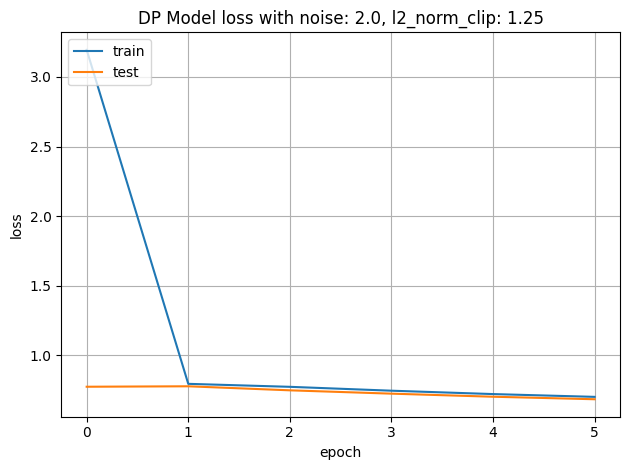 DP Model loss with noise: 2.0, l2_norm_clip: 1.25
train
test
3.0
2.5
2.0
1.5
1.0
loss
0 1 2 3 4 5
epoch